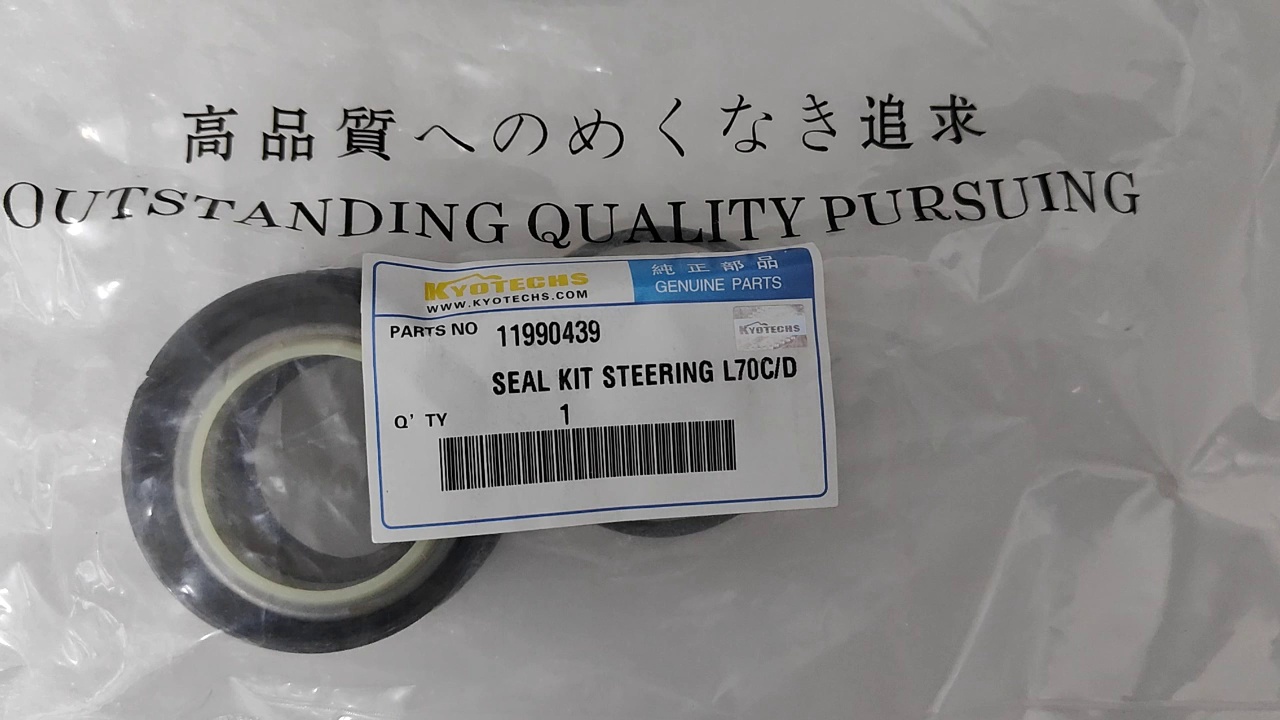 高品質へのめくなき追求
OUTSTANDING QUALITY PURSUING
KYOTECHS
WWW.KYOTECHS.COM
純正部品
GENUINE PARTS
PARTS NO 11990439
KYOTECHS
SEAL KIT STEERING L70C/D
Q' TY 1